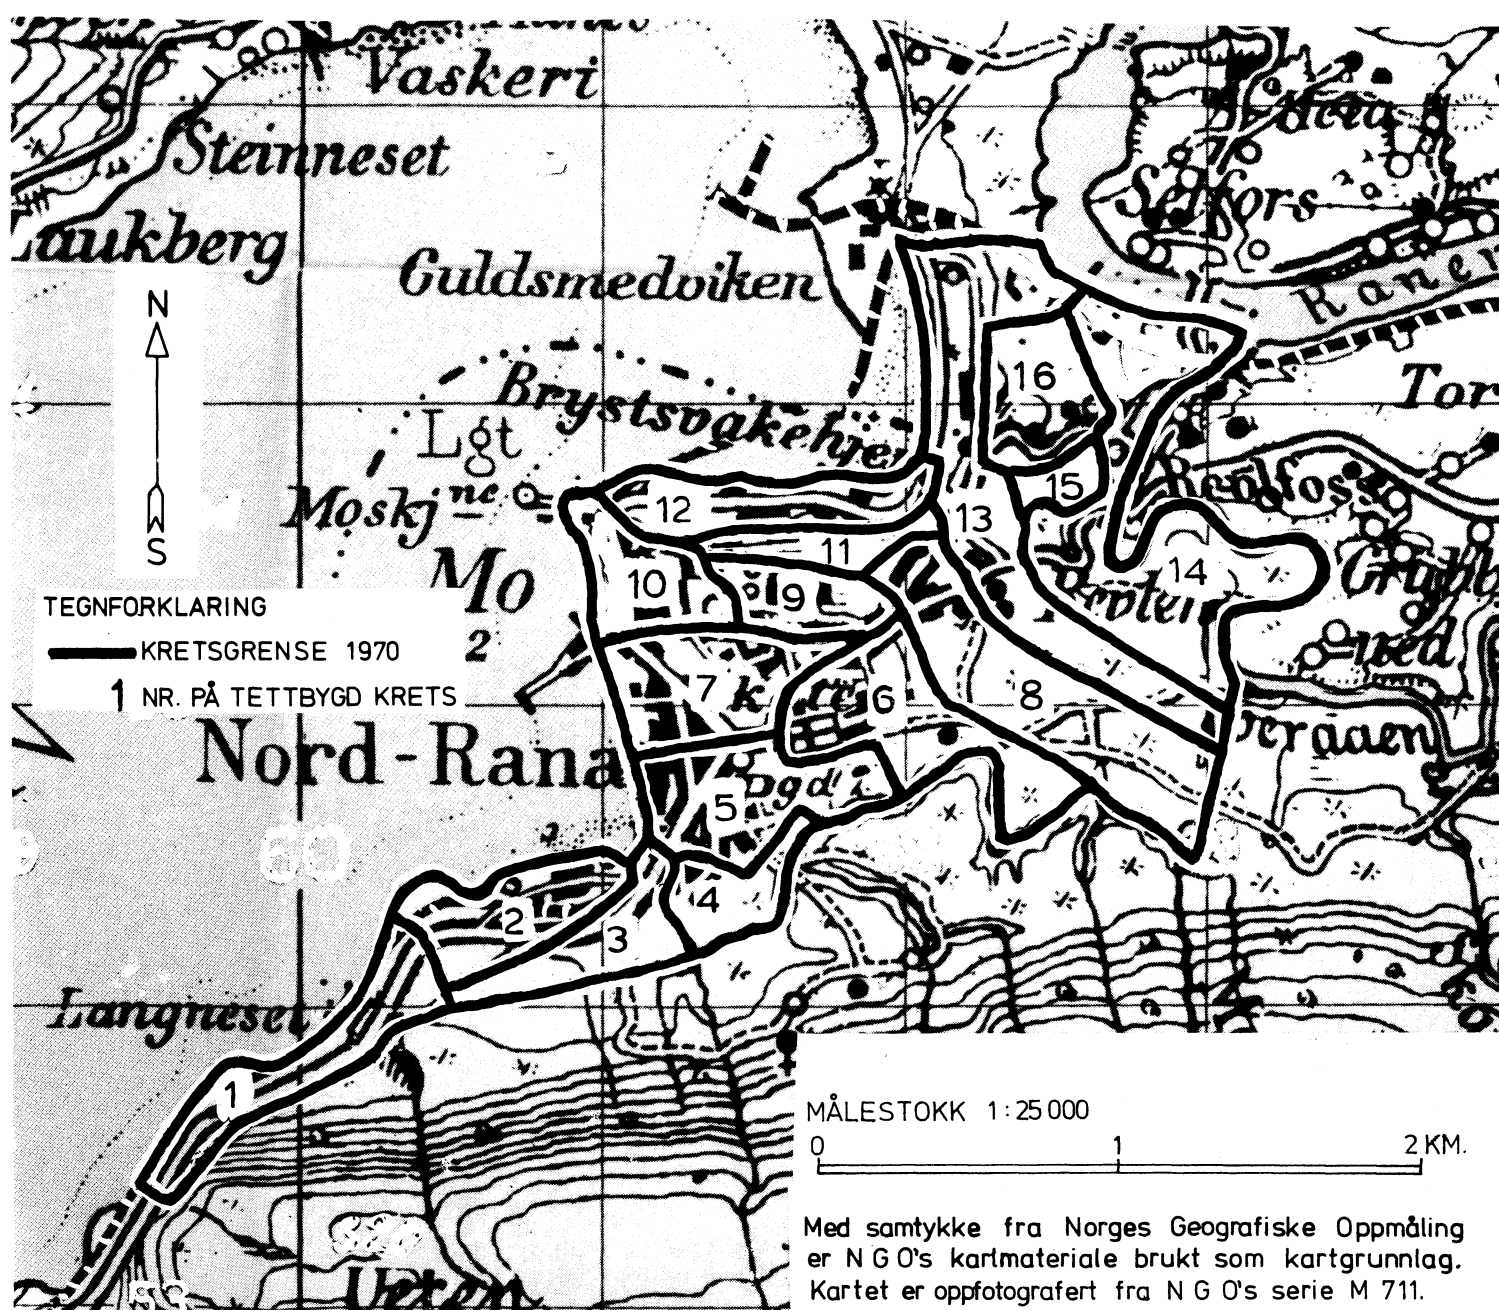 Vaskeri
Steinneset
Laukberg
Selfors
Guldsmedviken
N
S
Lgt
Moskjne
Mo
TEGNFORKLARING
KRETSGRENSE 1970
1 NR. PÅ TETTBYGD KRETS
2
Nord-Rana
Langneset
16
15
12
13
11
14
10
9
7
6
8
5
4
2
3
1
MÅLESTOKK 1:25 000
0 1 2 KM.
Med samtykke fra Norges Geografiske Oppmåling
er N G O's kartmateriale brukt som kartgrunnlag.
Kartet er oppfotografert fra N G O's serie M 711.